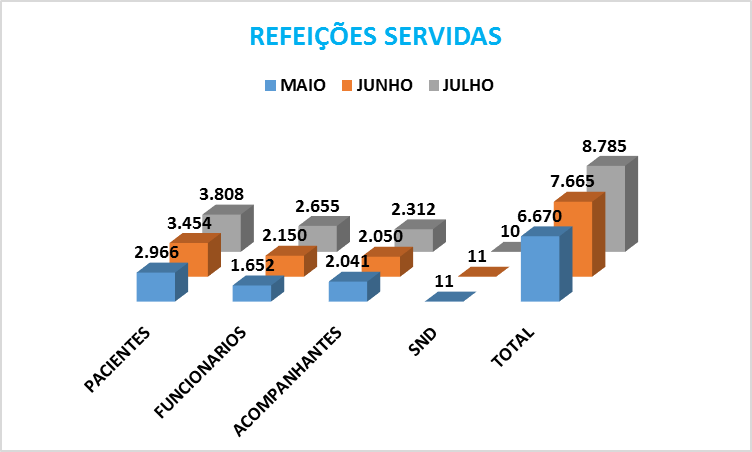 REFEIÇÕES SERVIDAS
MAIO JUNHO JULHO
8.785
7.665
3.808
2.655
2.312
6.670
3.454
2.150
2.050
10
2.966
1.652
2.041
11
11
PACIENTES
FUNCIONARIOS
ACOMPANHANTES
SND
TOTAL